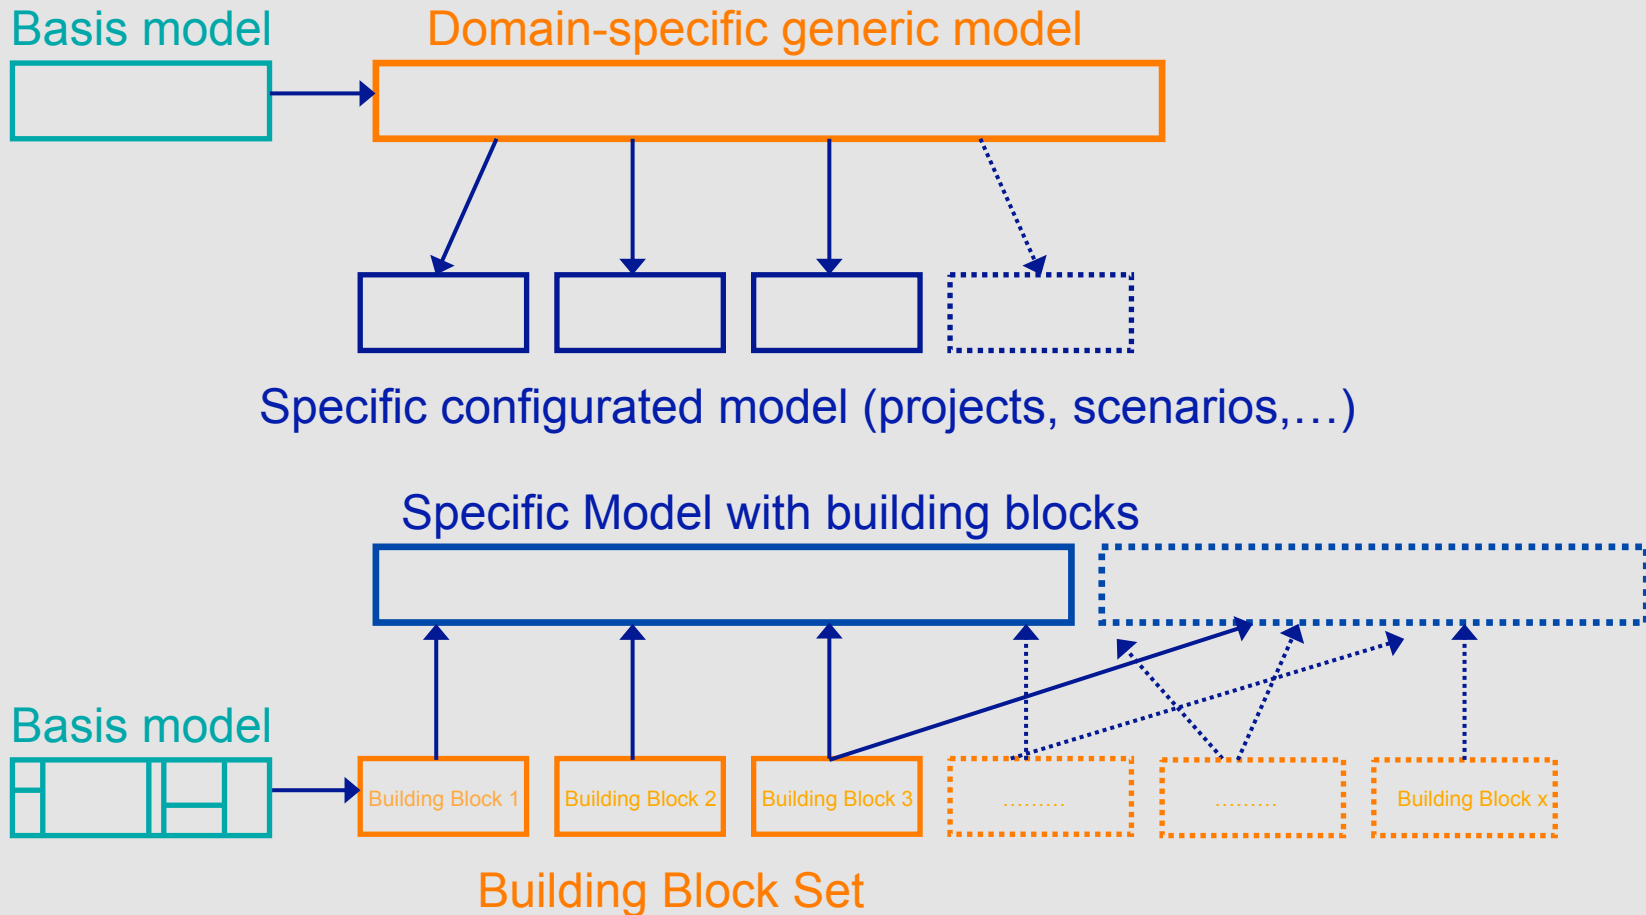 Basis model
Domain-specific generic model
Specific configurated model (projects, scenarios,…)
Specific Model with building blocks
Basis model
Building Block 1
Building Block 2
Building Block 3
.........
.........
Building Block x
Building Block Set